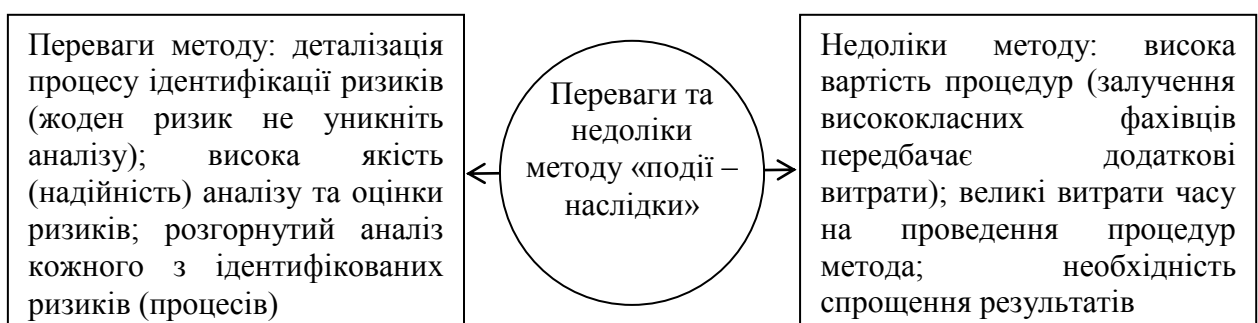 Переваги методу: деталізація
процесу ідентифікації ризиків
(жоден ризик не уникніть
аналізу); висока якість
(надійність) аналізу та оцінки
ризиків; розгорнутий аналіз
кожного з ідентифікованих
ризиків (процесів)
Переваги та
недоліки
методу «події –
наслідки»
Недоліки методу: висока
вартість процедур (залучення
висококласних фахівців
передбачає додаткові
витрати); великі витрати часу
на проведення процедур
метода; необхідність
спрощення результатів